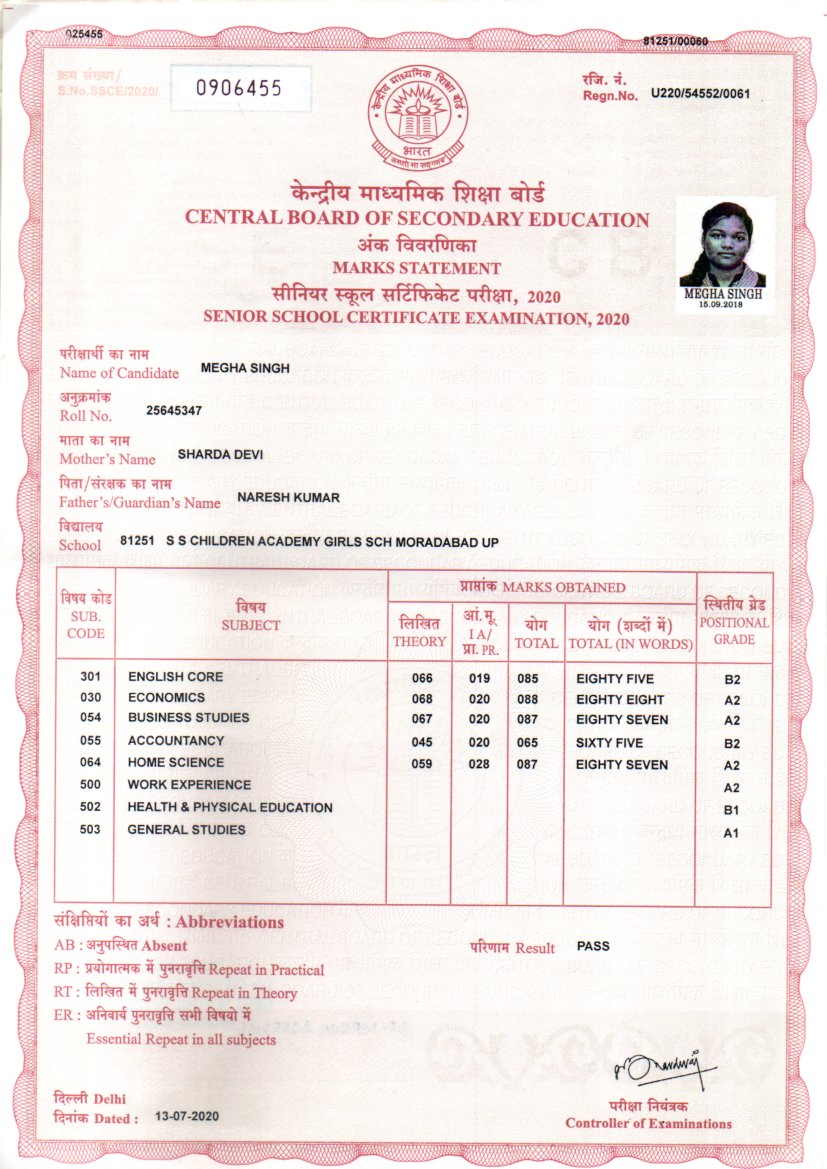 025455
81251/00060
क्रम संख्या/
S.No.SSCE/2020/
0906455
रजि. नं.
Regn.No. U220/54552/0061
केन्द्रीय माध्यमिक शिक्षा बोर्ड
भारत
असतो मा सद्गमय
केन्द्रीय माध्यमिक शिक्षा बोर्ड
CENTRAL BOARD OF SECONDARY EDUCATION
अंक विवरणिका
MARKS STATEMENT
सीनियर स्कूल सर्टिफिकेट परीक्षा, 2020
SENIOR SCHOOL CERTIFICATE EXAMINATION, 2020
MEGHA SINGH
15.09.2018
परीक्षार्थी का नाम
Name of Candidate MEGHA SINGH
अनुक्रमांक
Roll No. 25645347
माता का नाम
Mother's Name SHARDA DEVI
पिता/संरक्षक का नाम
Father's/Guardian's Name NARESH KUMAR
विद्यालय
School 81251 S S CHILDREN ACADEMY GIRLS SCH MORADABAD UP
विषय कोड
SUB.
CODE
विषय
SUBJECT
प्राप्तांक MARKS OBTAINED
लिखित
THEORY
आं.मू.
I A/
प्रा. PR.
योग
TOTAL
योग (शब्दों में)
TOTAL (IN WORDS)
स्थितीय ग्रेड
POSITIONAL
GRADE
301 ENGLISH CORE 066 019 085 EIGHTY FIVE B2
030 ECONOMICS 068 020 088 EIGHTY EIGHT A2
054 BUSINESS STUDIES 067 020 087 EIGHTY SEVEN A2
055 ACCOUNTANCY 045 020 065 SIXTY FIVE B2
064 HOME SCIENCE 059 028 087 EIGHTY SEVEN A2
500 WORK EXPERIENCE A2
502 HEALTH & PHYSICAL EDUCATION B1
503 GENERAL STUDIES A1
संक्षिप्तियों का अर्थ : Abbreviations
AB : अनुपस्थित Absent
परिणाम Result PASS
RP : प्रयोगात्मक में पुनरावृत्ति Repeat in Practical
RT : लिखित में पुनरावृत्ति Repeat in Theory
ER : अनिवार्य पुनरावृत्ति सभी विषयो में
Essential Repeat in all subjects
दिल्ली Delhi
दिनांक Dated : 13-07-2020
परीक्षा नियंत्रक
Controller of Examinations